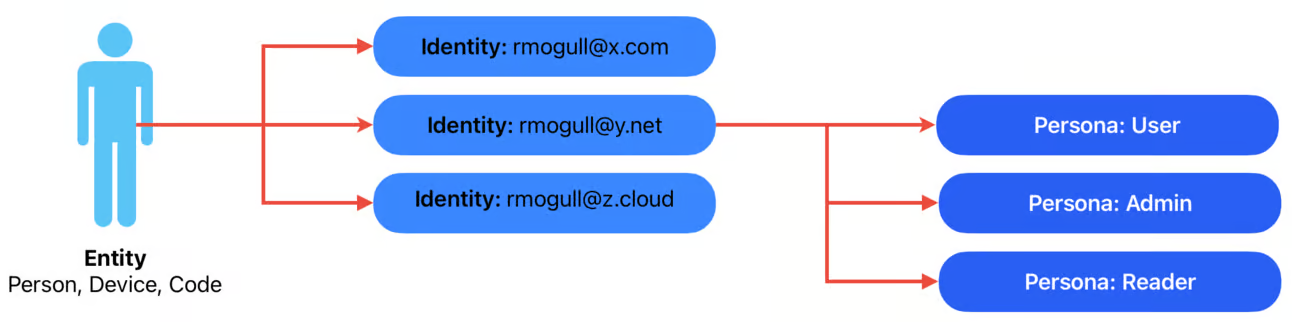 Identity: rmogull@x.com
Identity: rmogull@y.net
Identity: rmogull@z.cloud
Persona: User
Persona: Admin
Persona: Reader
Entity
Person, Device, Code